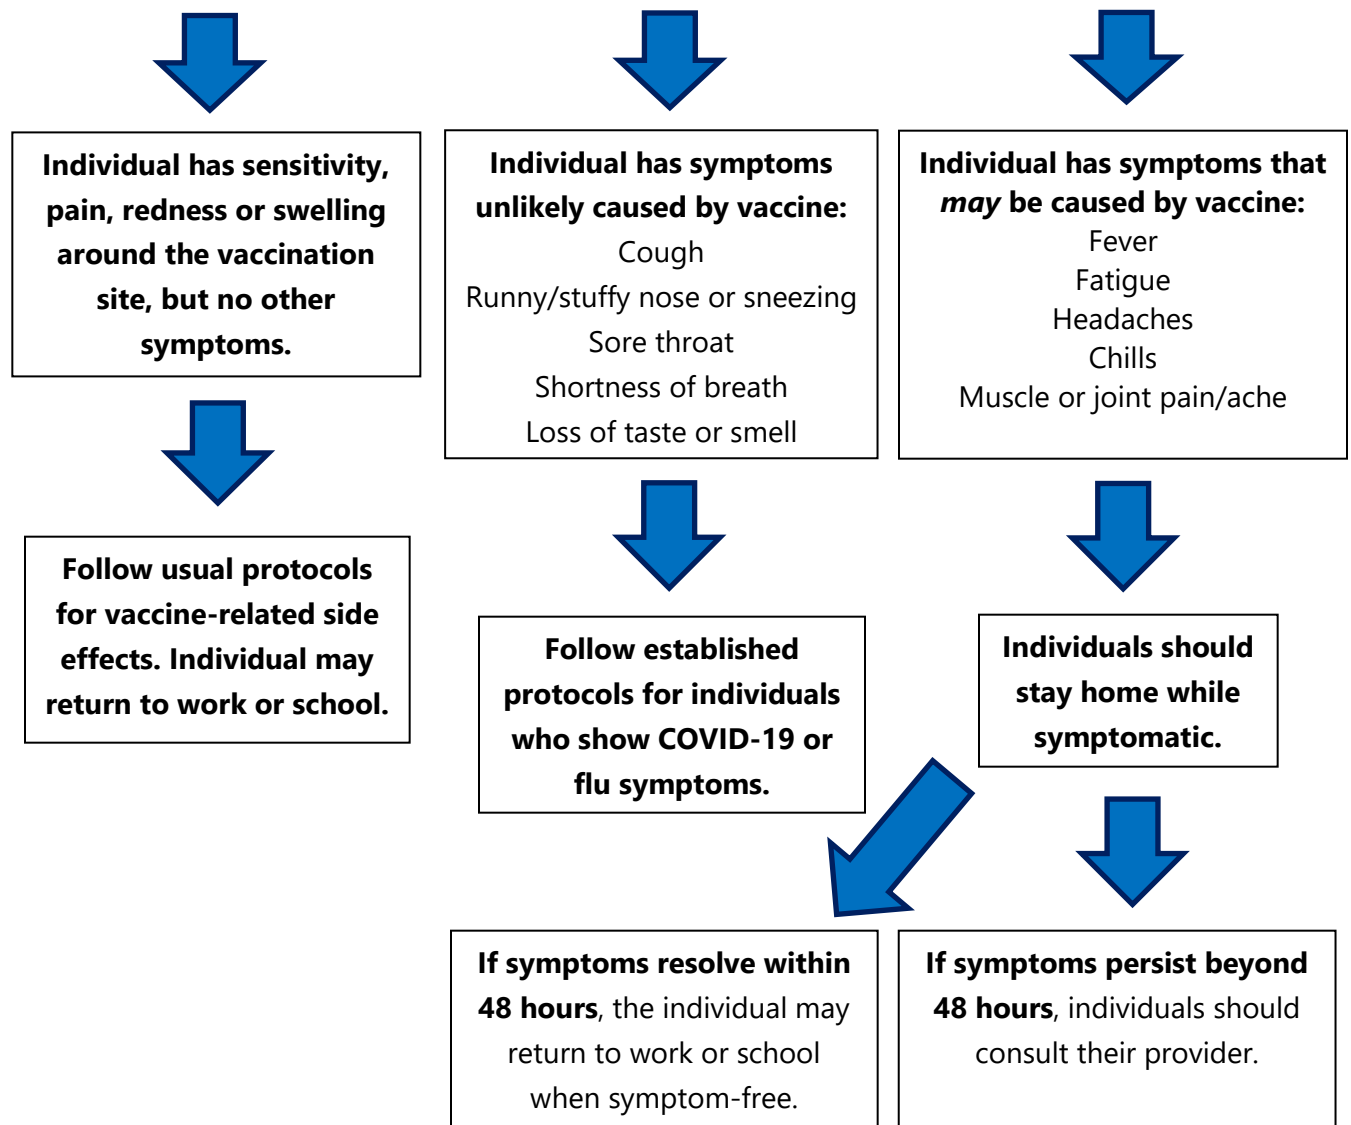 Individual has sensitivity,
pain, redness or swelling
around the vaccination
site, but no other
symptoms.
Follow usual protocols
for vaccine-related side
effects. Individual may
return to work or school.
Individual has symptoms
unlikely caused by vaccine:
Cough
Runny/stuffy nose or sneezing
Sore throat
Shortness of breath
Loss of taste or smell
Follow established
protocols for individuals
who show COVID-19 or
flu symptoms.
Individual has symptoms that
may be caused by vaccine:
Fever
Fatigue
Headaches
Chills
Muscle or joint pain/ache
Individuals should
stay home while
symptomatic.
If symptoms resolve within
48 hours, the individual may
return to work or school
when symptom-free.
If symptoms persist beyond
48 hours, individuals should
consult their provider.